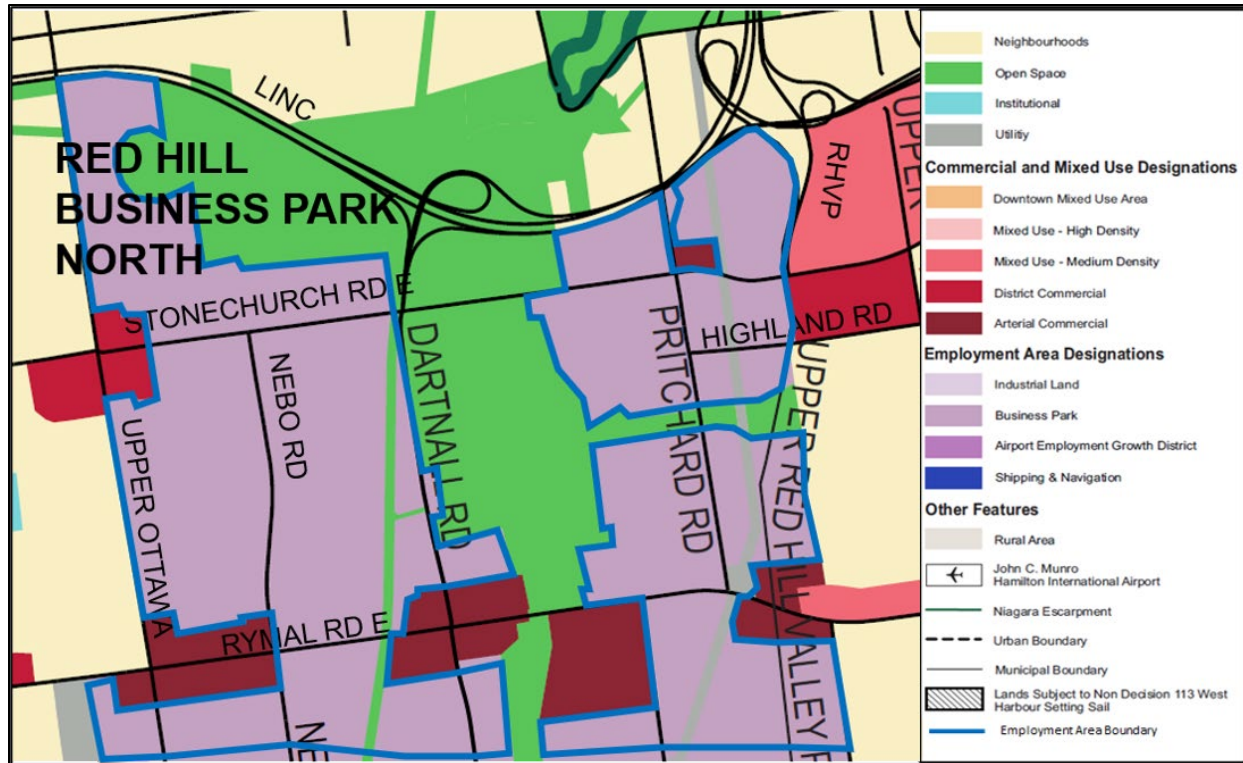 LINC
RED HILL
BUSINESS PARK
NORTH
RHVP
UPPER
STONECHURCH RD E
HIGHLAND RD
NEBO RD
DARTNALL RD
PRITCHARD RD
UPPER OTTAWA
UPPER RED HILL VALLEY P
RYMAL RD E
NE
Neighbourhoods
Open Space
Institutional
Utilitiy
Commercial and Mixed Use Designations
Downtown Mixed Use Area
Mixed Use - High Density
Mixed Use - Medium Density
District Commercial
Arterial Commercial
Employment Area Designations
Industrial Land
Business Park
Airport Employment Growth District
Shipping & Navigation
Other Features
Rural Area
John C. Munro
Hamilton International Airport
Niagara Escarpment
Urban Boundary
Municipal Boundary
Lands Subject to Non Decision 113 West
Harbour Setting Sail
Employment Area Boundary